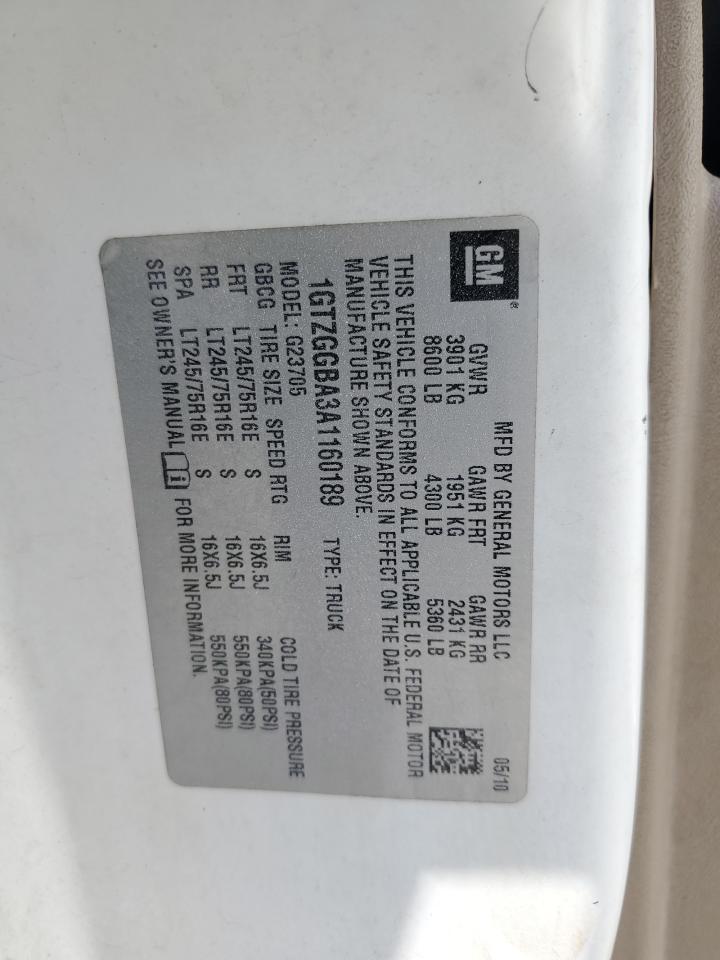 GM®
MFD BY GENERAL MOTORS LLC 05/10
GVWR GAWR FRT GAWR RR
3901 KG 1951 KG 2431 KG
8600 LB 4300 LB 5360 LB
THIS VEHICLE CONFORMS TO ALL APPLICABLE U.S. FEDERAL MOTOR
VEHICLE SAFETY STANDARDS IN EFFECT ON THE DATE OF
MANUFACTURE SHOWN ABOVE.
1GTZGGBA3A1160189 TYPE: TRUCK
MODEL: G23705
GBCG TIRE SIZE SPEED RTG RIM COLD TIRE PRESSURE
FRT LT245/75R16E S 16X6.5J 340KPA(50PSI)
RR LT245/75R16E S 16X6.5J 550KPA(80PSI)
SPA LT245/75R16E S 16X6.5J 550KPA(80PSI)
SEE OWNER'S MANUAL i FOR MORE INFORMATION.